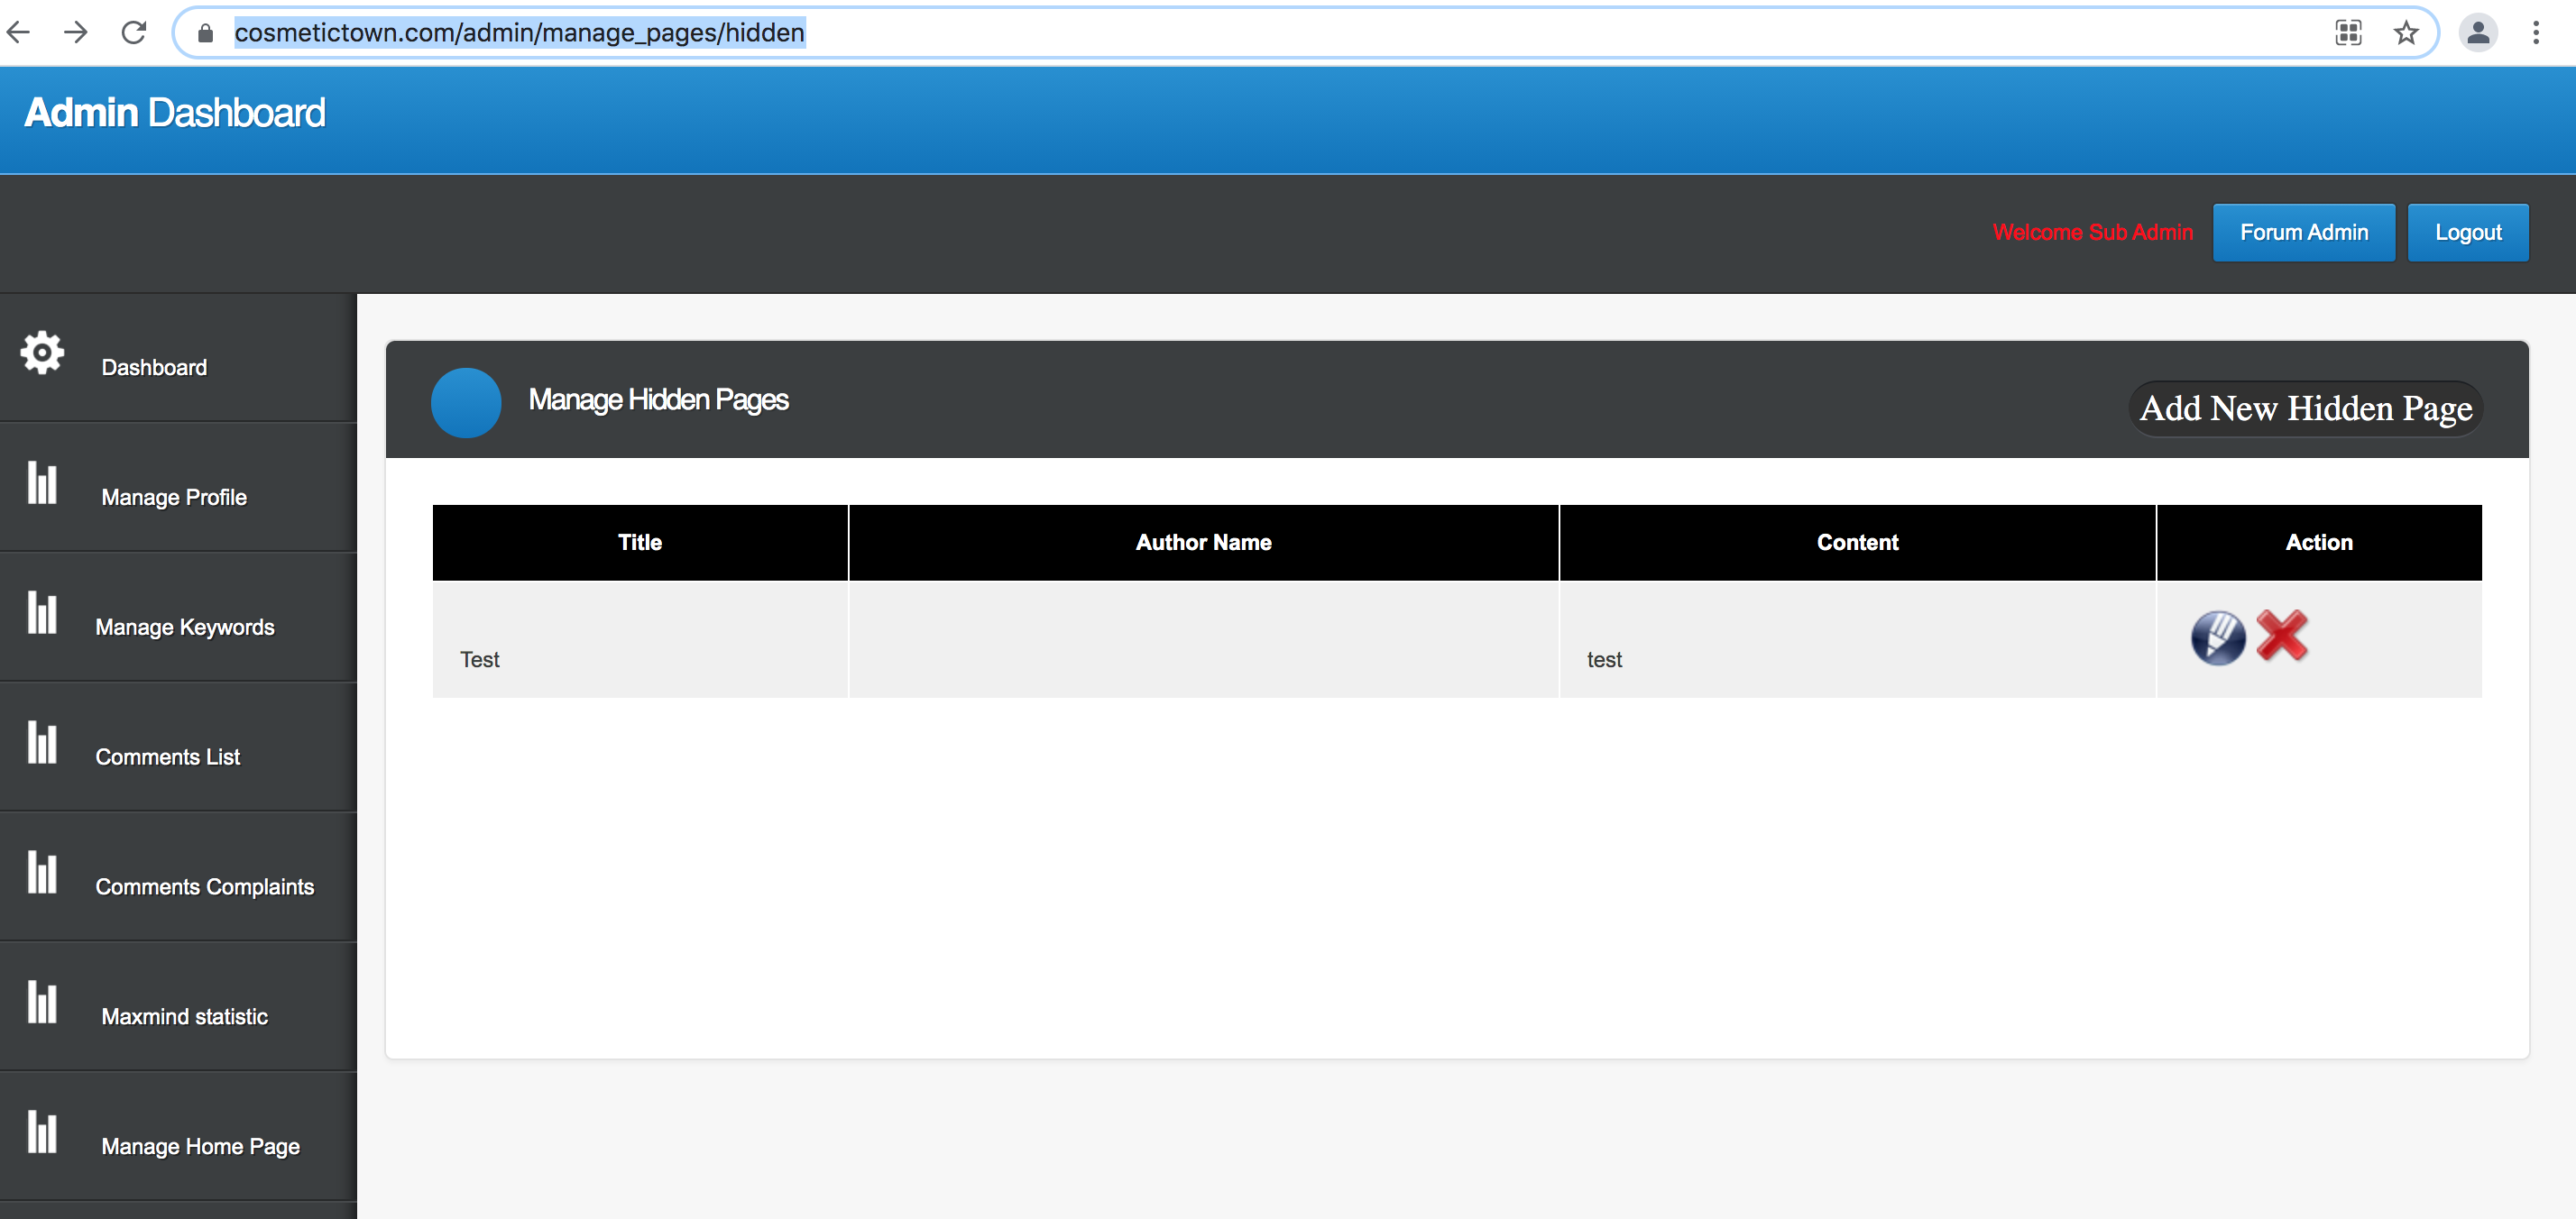 cosmetictown.com/admin/manage_pages/hidden
Admin Dashboard
Welcome Sub Admin
Forum Admin
Logout
Dashboard
Manage Profile
Manage Keywords
Comments List
Comments Complaints
Maxmind statistic
Manage Home Page
Manage Hidden Pages
Add New Hidden Page
Title Author Name Content Action
Test test